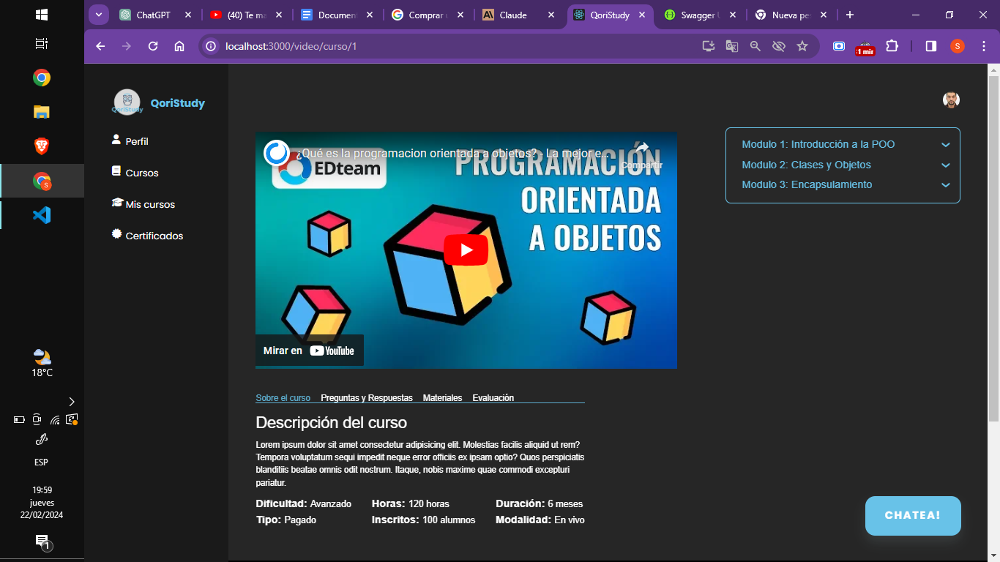 ChatGPT
(40) Te ma
Document
Comprar u
Claude
QoriStudy
Swagger U
Nueva pe
localhost:3000/video/curso/1
1 mir
S
QoriStudy
QoriStudy
Perfil
Cursos
Mis cursos
Certificados
¿Qué es la programacion orientada a objetos? - La mejor e...
Compartir
EDteam
PROGRAMACIÓN
ORIENTADA
A OBJETOS
Mirar en YouTube
Modulo 1: Introducción a la POO
Modulo 2: Clases y Objetos
Modulo 3: Encapsulamiento
Sobre el curso Preguntas y Respuestas Materiales Evaluación
Descripción del curso
Lorem ipsum dolor sit amet consectetur adipisicing elit. Molestias facilis aliquid ut rem?
Tempora voluptatum sequi impedit neque error officiis ex ipsam optio? Quos perspiciatis
blanditiis beatae omnis odit nostrum. Itaque, nobis maxime quae commodi excepturi
pariatur.
Dificultad: Avanzado Horas: 120 horas Duración: 6 meses
Tipo: Pagado Inscritos: 100 alumnos Modalidad: En vivo
CHATEA!
S
18°C
ESP
19:59
jueves
22/02/2024
1